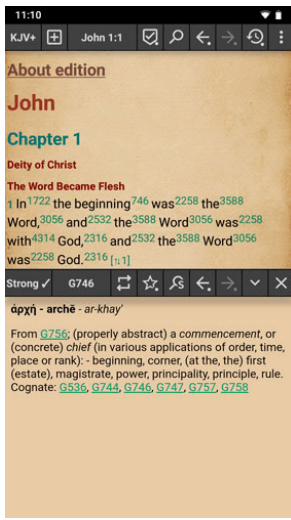 11:10
KJV+ John 1:1
About edition
John
Chapter 1
Deity of Christ
The Word Became Flesh
1 In1722 the beginning746 was2258 the3588
Word,3056 and2532 the3588 Word3056 was2258
with4314 God,2316 and2532 the3588 Word3056
was2258 God.2316 [⇅1]
Strong ✓ G746
άρχή - archē - ar-khay'
From G756; (properly abstract) a commencement, or
(concrete) chief (in various applications of order, time,
place or rank): - beginning, corner, (at the, the) first
(estate), magistrate, power, principality, principle, rule.
Cognate: G536, G744, G746, G747, G757, G758